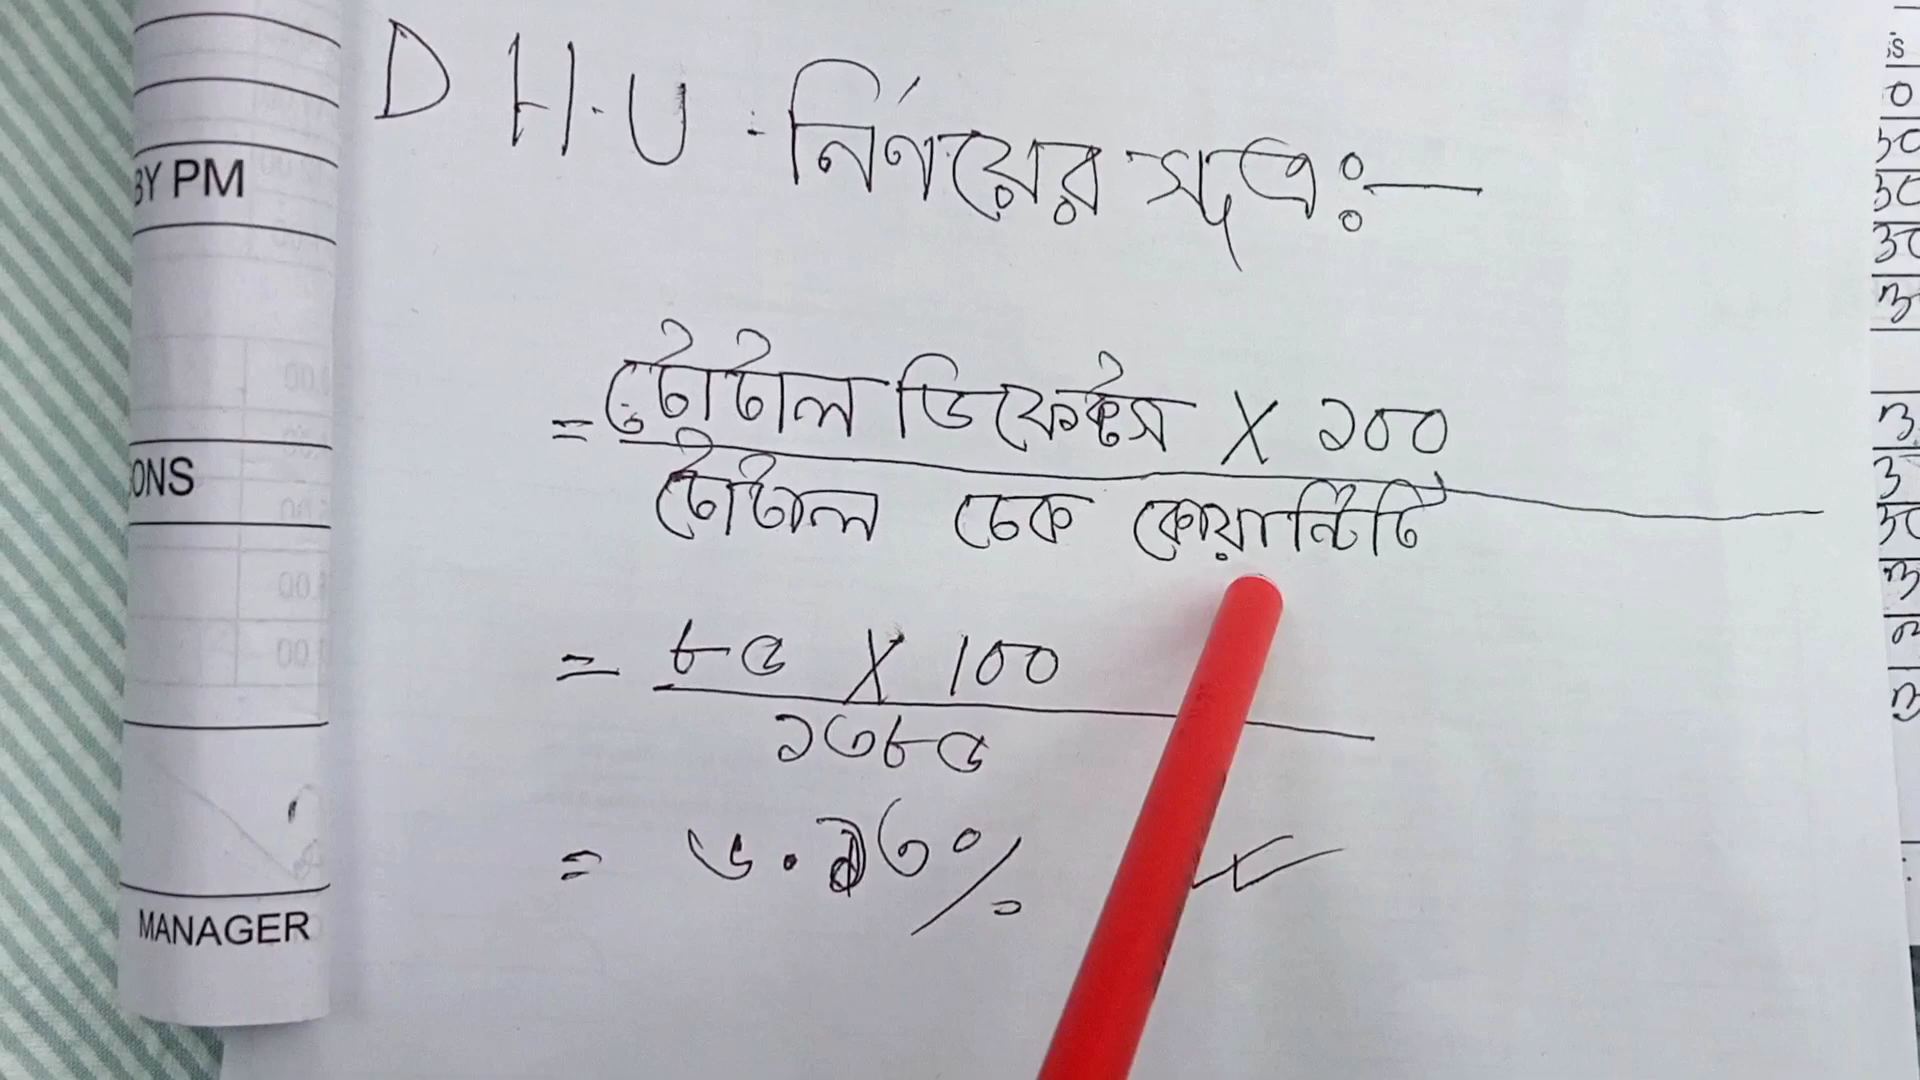 D H.U. নির্ণয়ের সূত্র ঃ—
= টোটাল ডিফেক্টস X ১০০
টোটাল চেক কোয়ান্টিটি
= ৮৫ X 100
১৩৮৫
= ৬.১৩%
BY PM
ONS
MANAGER